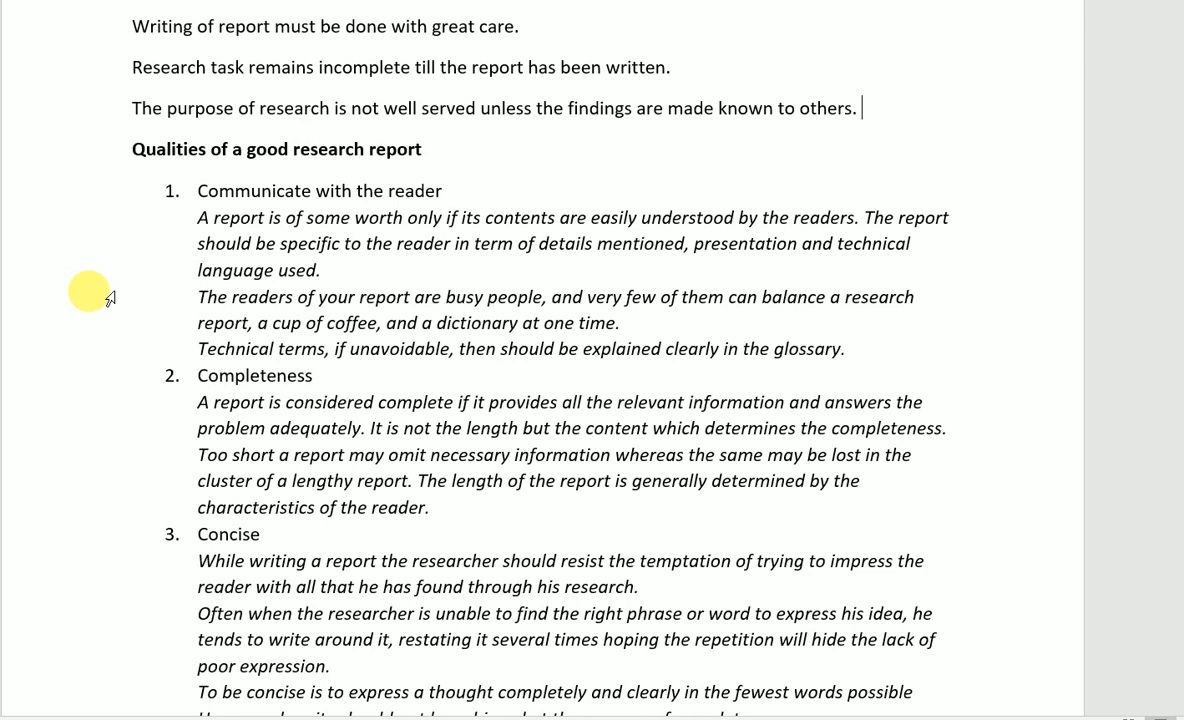 Writing of report must be done with great care.
Research task remains incomplete till the report has been written.
The purpose of research is not well served unless the findings are made known to others.
Qualities of a good research report
1. Communicate with the reader
A report is of some worth only if its contents are easily understood by the readers. The report
should be specific to the reader in term of details mentioned, presentation and technical
language used.
The readers of your report are busy people, and very few of them can balance a research
report, a cup of coffee, and a dictionary at one time.
Technical terms, if unavoidable, then should be explained clearly in the glossary.
2. Completeness
A report is considered complete if it provides all the relevant information and answers the
problem adequately. It is not the length but the content which determines the completeness.
Too short a report may omit necessary information whereas the same may be lost in the
cluster of a lengthy report. The length of the report is generally determined by the
characteristics of the reader.
3. Concise
While writing a report the researcher should resist the temptation of trying to impress the
reader with all that he has found through his research.
Often when the researcher is unable to find the right phrase or word to express his idea, he
tends to write around it, restating it several times hoping the repetition will hide the lack of
poor expression.
To be concise is to express a thought completely and clearly in the fewest words possible